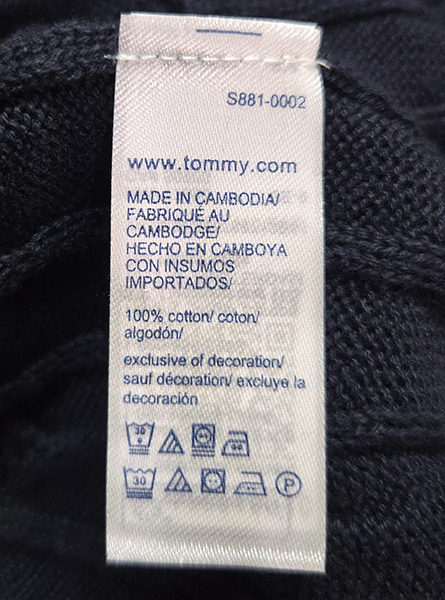 S881-0002
www.tommy.com
MADE IN CAMBODIA/
FABRIQUÉ AU
CAMBODGE/
HECHO EN CAMBOYA
CON INSUMOS
IMPORTADOS/
100% cotton/ coton/
algodón/
exclusive of decoration/
sauf décoration/ excluye la
decoración
30
30 P